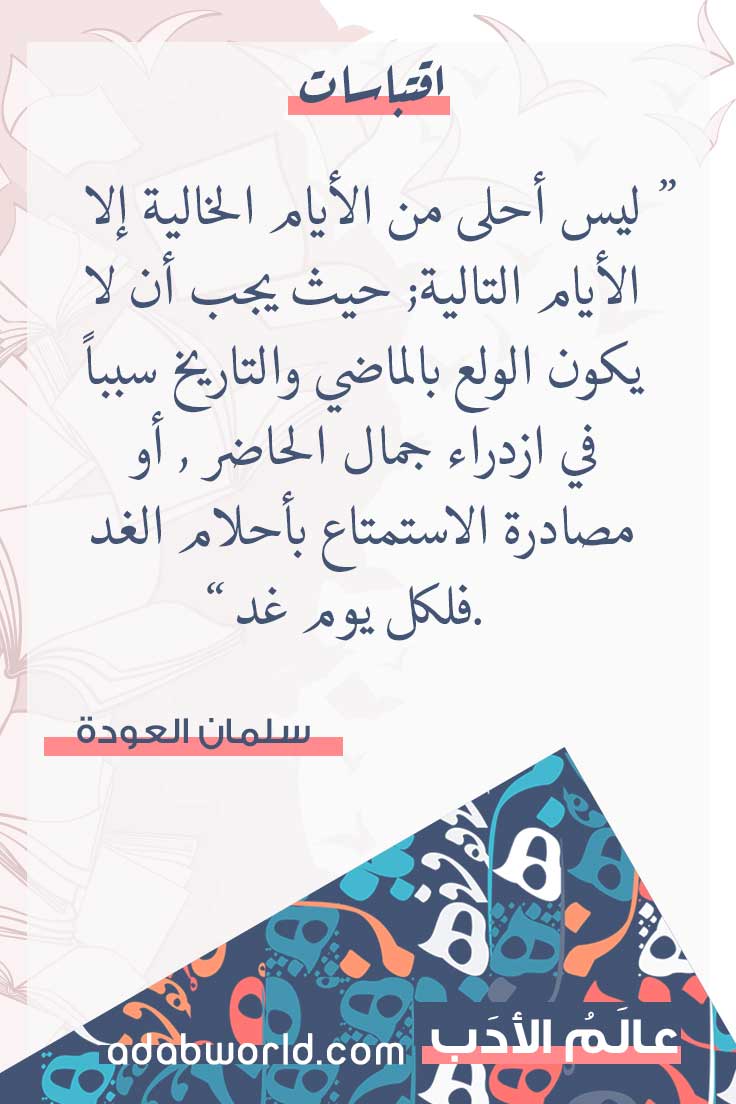 اقتباسات
” ليس أحلى من الأيام الخالية إلا
الأيام التالية; حيث يجب أن لا
يكون الولع بالماضي والتاريخ سبباً
في ازدراء جمال الحاضر , أو
مصادرة الاستمتاع بأحلام الغد
.فلكل يوم غد “
سلمان العودة
عالَمُ الأدَب
adabworld.com